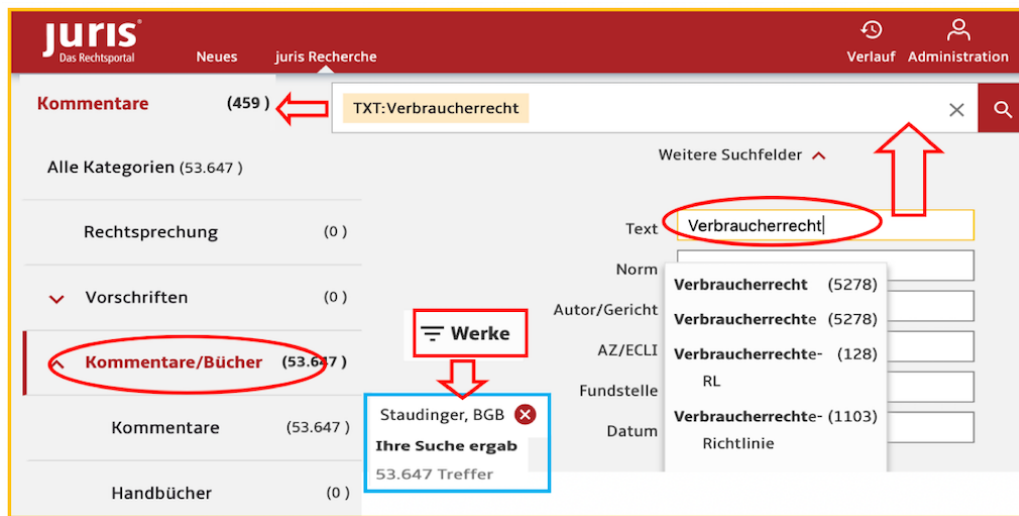 juris®
Das Rechtsportal
Neues
juris Recherche
Verlauf
Administration
Kommentare (459 )
TXT:Verbraucherrecht
Alle Kategorien (53.647 )
Weitere Suchfelder
Rechtsprechung (0 )
Vorschriften (0 )
Kommentare/Bücher (53.647 )
Kommentare (53.647 )
Handbücher (0 )
Werke
Staudinger, BGB
Ihre Suche ergab
53.647 Treffer
Text Verbraucherrecht
Norm
Autor/Gericht
AZ/ECLI
Fundstelle
Datum
Verbraucherrecht (5278)
Verbraucherrechte (5278)
Verbraucherrechte- (128)
RL
Verbraucherrechte- (1103)
Richtlinie